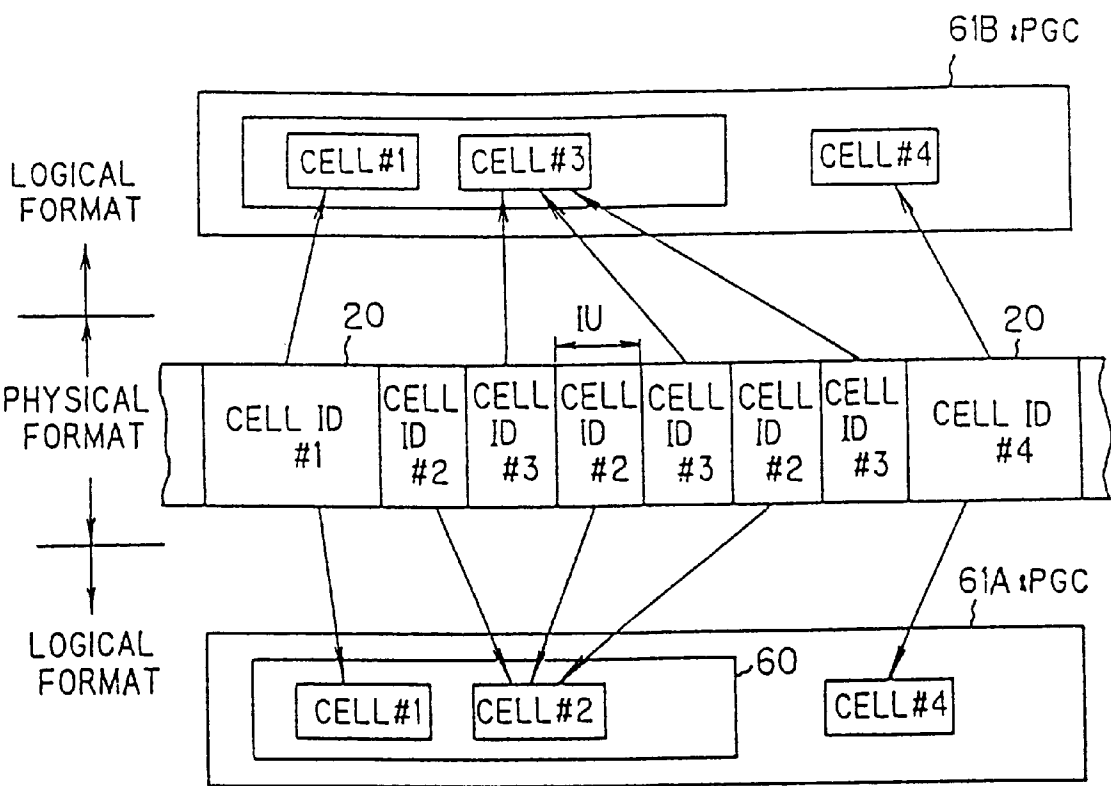 61B :PGC
CELL#1
CELL#3
CELL#4
LOGICAL
FORMAT
20
IU
20
PHYSICAL
FORMAT
CELL ID
#1
CELL
ID
#2
CELL
ID
#3
CELL
ID
#2
CELL
ID
#3
CELL
ID
#2
CELL
ID
#3
CELL ID
#4
61A :PGC
LOGICAL
FORMAT
60
CELL#1
CELL#2
CELL#4